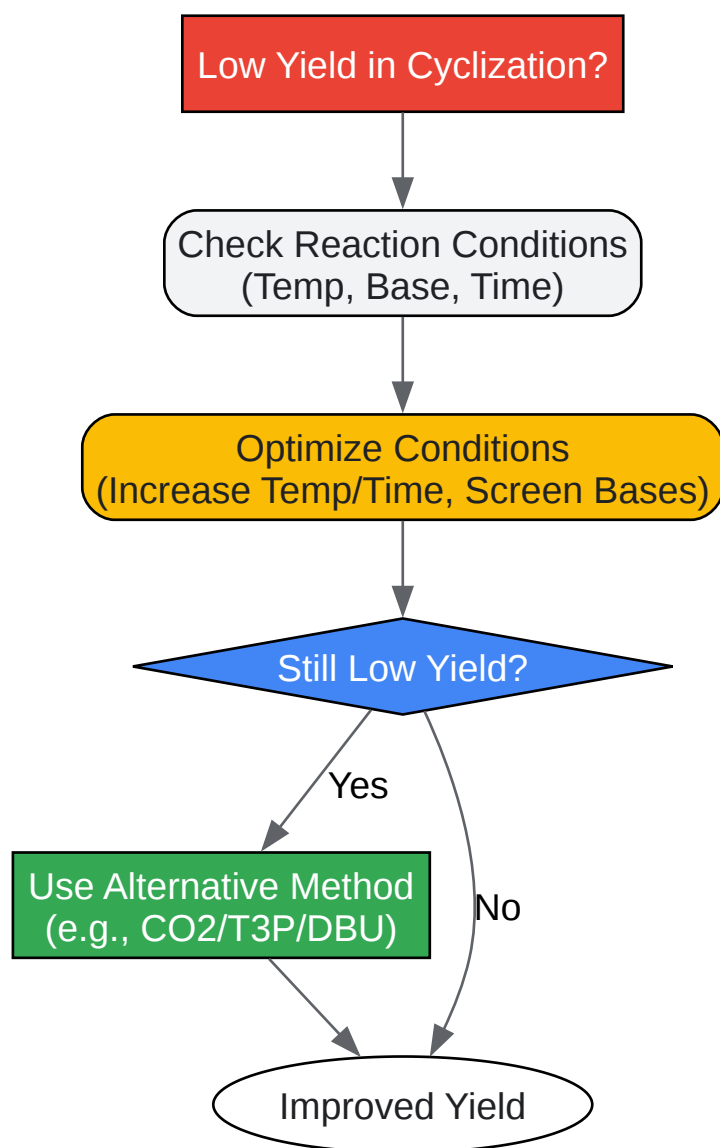 Low Yield in Cyclization?
Check Reaction Conditions
(Temp, Base, Time)
Optimize Conditions
(Increase Temp/Time, Screen Bases)
Still Low Yield?
Yes
Use Alternative Method
(e.g., CO2/T3P/DBU)
No
Improved Yield